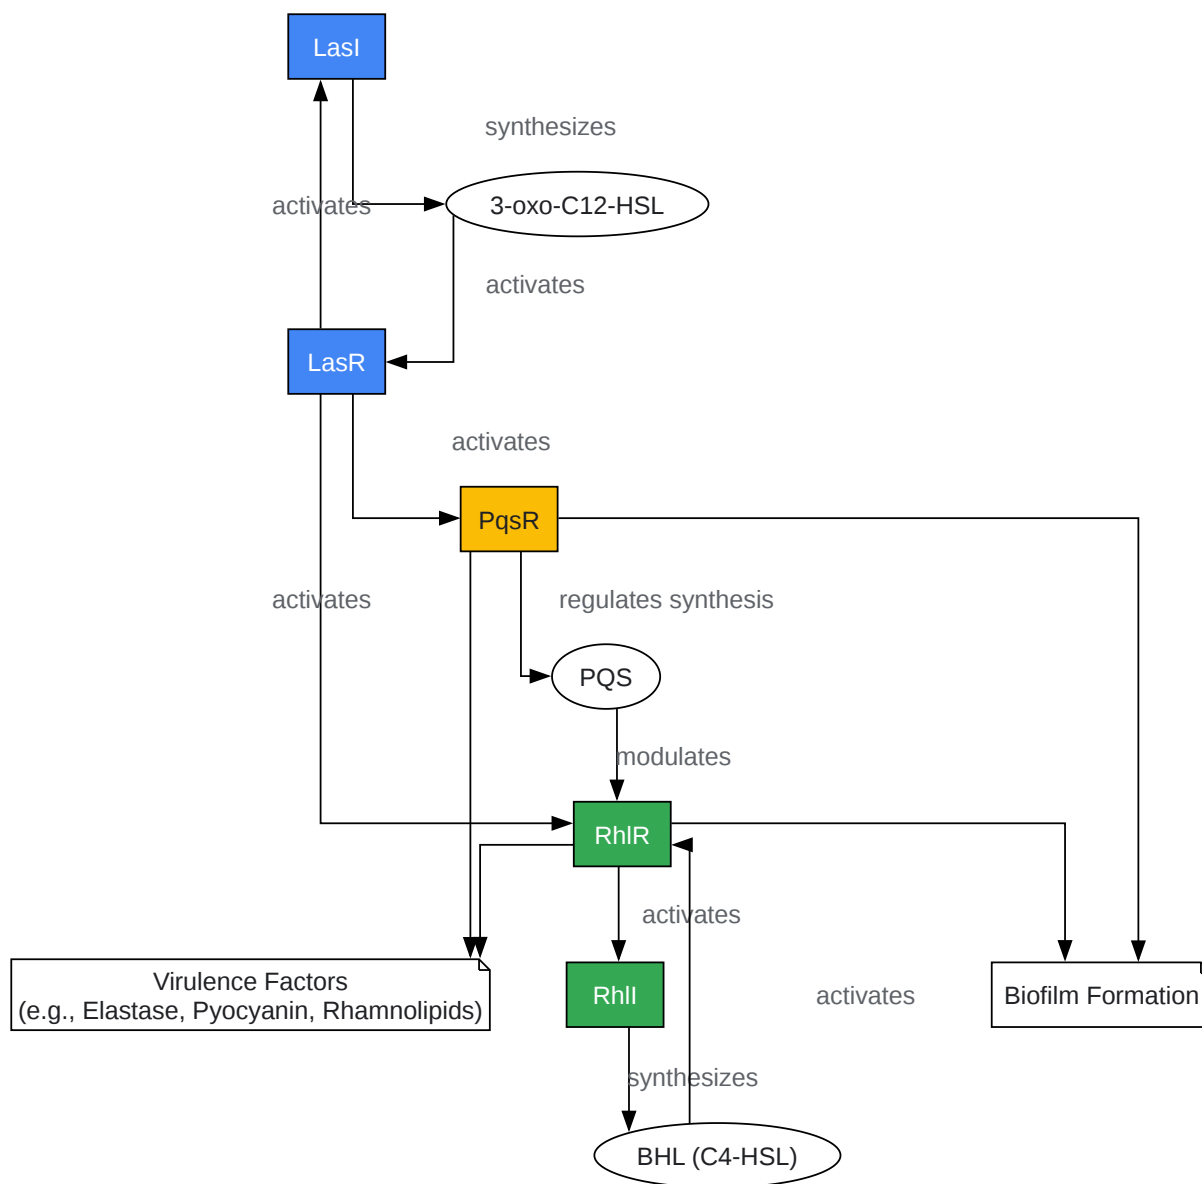 LasI
synthesizes
activates
3-oxo-C12-HSL
activates
LasR
activates
PqsR
activates
regulates synthesis
PQS
modulates
RhlR
activates
Virulence Factors
(e.g., Elastase, Pyocyanin, Rhamnolipids)
RhlI
activates
Biofilm Formation
synthesizes
BHL (C4-HSL)